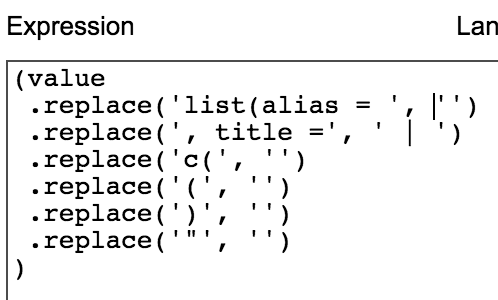 Expression Lan
(value
.replace('list(alias = ', '')
.replace(', title =', ' | ')
.replace('c(', '')
.replace('(', '')
.replace(')', '')
.replace('"', '')
)